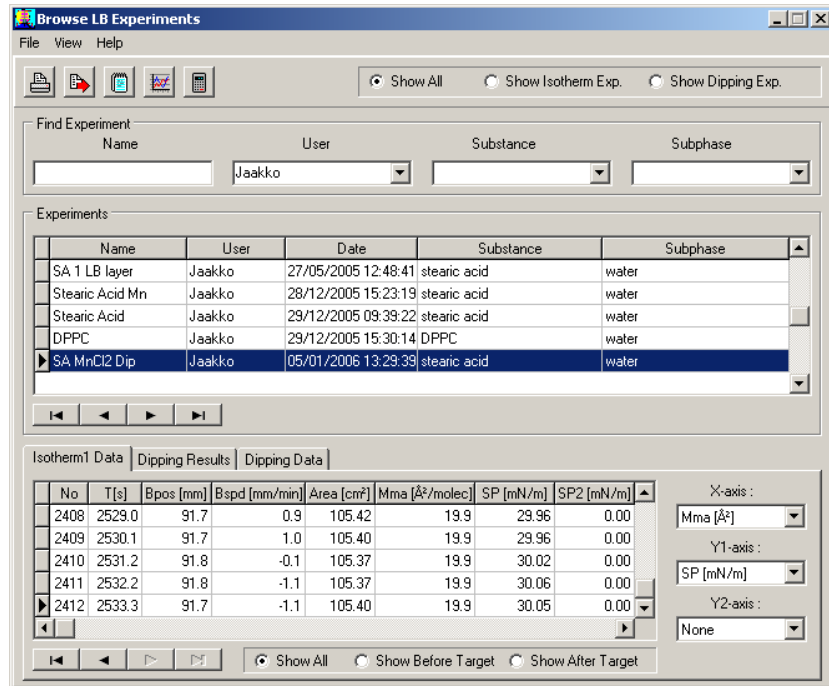 Browse LB Experiments
File View Help
Show All Show Isotherm Exp. Show Dipping Exp.
Find Experiment
Name User Substance Subphase
Jaakko
Experiments
Name User Date Substance Subphase
SA 1 LB layer Jaakko 27/05/2005 12:48:41 stearic acid water
Stearic Acid Mn Jaakko 28/12/2005 15:23:19 stearic acid water
Stearic Acid Jaakko 29/12/2005 09:39:22 stearic acid water
DPPC Jaakko 29/12/2005 15:30:14 DPPC water
SA MnCl2 Dip Jaakko 05/01/2006 13:29:39 stearic acid water
Isotherm1 Data Dipping Results Dipping Data
No T[s] Bpos [mm] Bspd [mm/min] Area [cm²] Mma [Å²/molec] SP [mN/m] SP2 [mN/m]
2408 2529.0 91.7 0.9 105.42 19.9 29.96 0.00
2409 2530.1 91.7 1.0 105.40 19.9 29.96 0.00
2410 2531.2 91.8 -0.1 105.37 19.9 30.02 0.00
2411 2532.2 91.8 -1.1 105.37 19.9 30.06 0.00
2412 2533.3 91.7 -1.1 105.40 19.9 30.05 0.00
X-axis :
Mma [Å²]
Y1-axis :
SP [mN/m]
Y2-axis :
None
Show All Show Before Target Show After Target